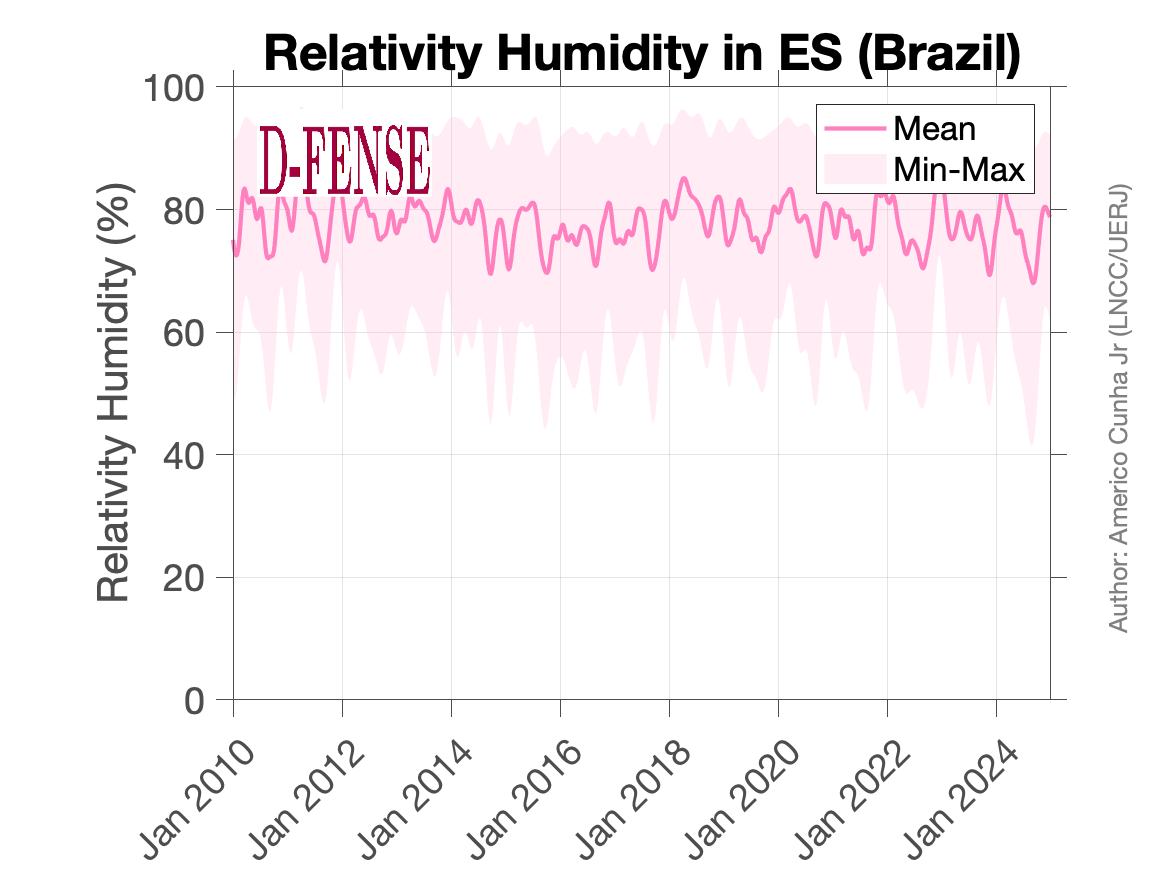 Relativity Humidity in ES (Brazil)
100
80
60
40
20
0
Relativity Humidity (%)
D-FENSE
Mean
Min-Max
Jan 2010
Jan 2012
Jan 2014
Jan 2016
Jan 2018
Jan 2020
Jan 2022
Jan 2024
Author: Americo Cunha Jr (LNCC/UERJ)